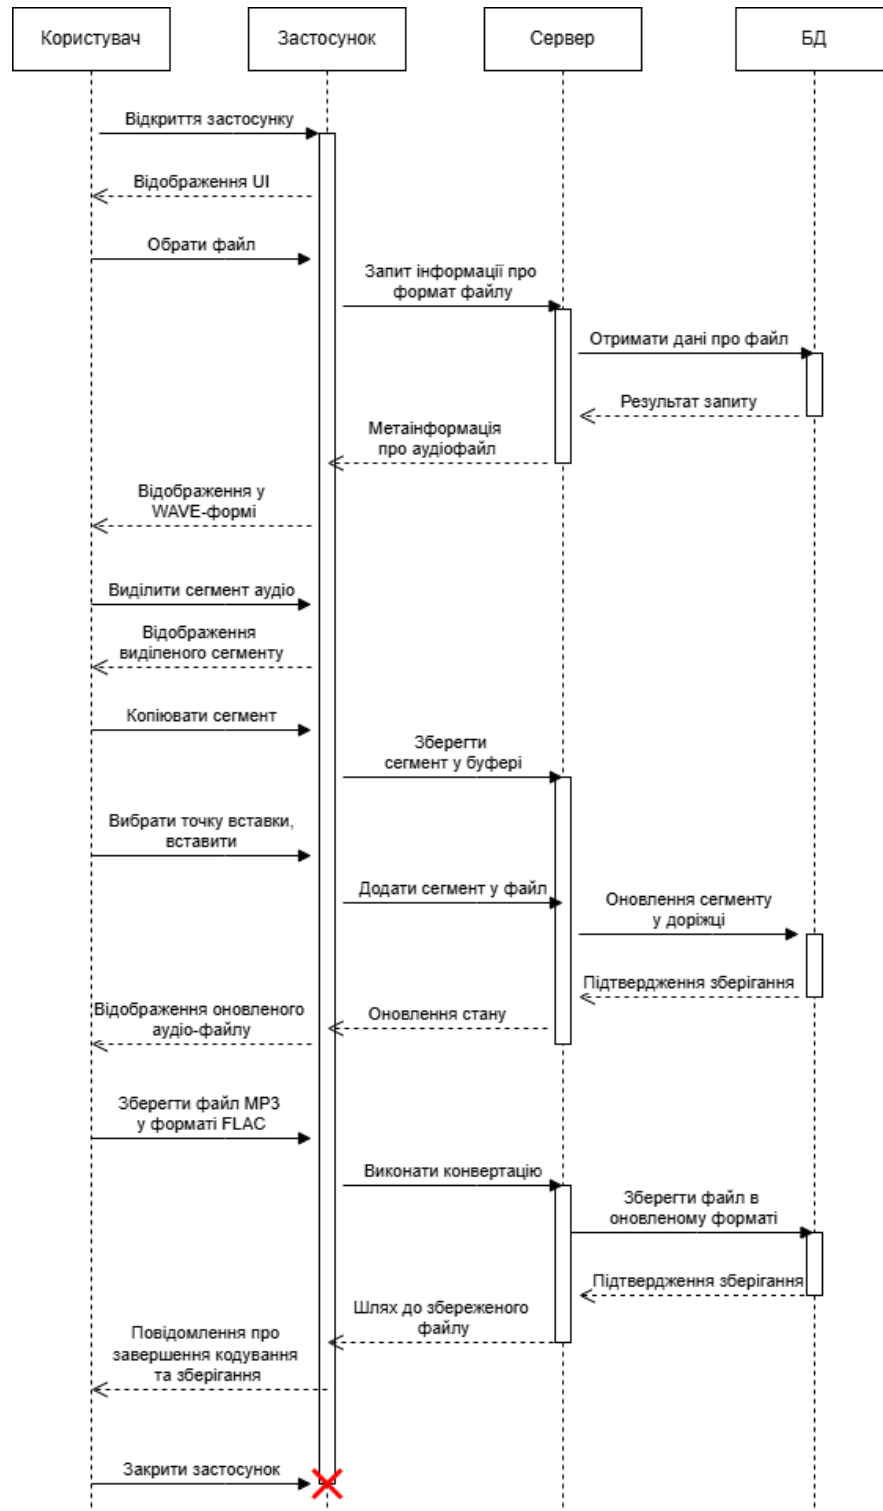 Користувач
Застосунок
Сервер
БД
Відкриття застосунку
Відображення UI
Обрати файл
Запит інформації про
формат файлу
Отримати дані про файл
Результат запиту
Метаінформація
про аудіофайл
Відображення у
WAVE-формі
Виділити сегмент аудіо
Відображення
виділеного сегменту
Копіювати сегмент
Зберегти
сегмент у буфері
Вибрати точку вставки,
вставити
Додати сегмент у файл
Оновлення сегменту
у доріжці
Підтвердження зберігання
Оновлення стану
Відображення оновленого
аудіо-файлу
Зберегти файл MP3
у форматі FLAC
Виконати конвертацію
Зберегти файл в
оновленому форматі
Підтвердження зберігання
Шлях до збереженого
файлу
Повідомлення про
завершення кодування
та зберігання
Закрити застосунок